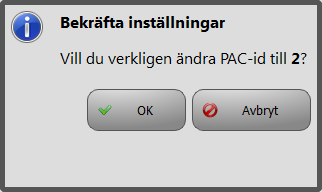 Bekräfta inställningar
Vill du verkligen ändra PAC-id till 2?
OK
Avbryt